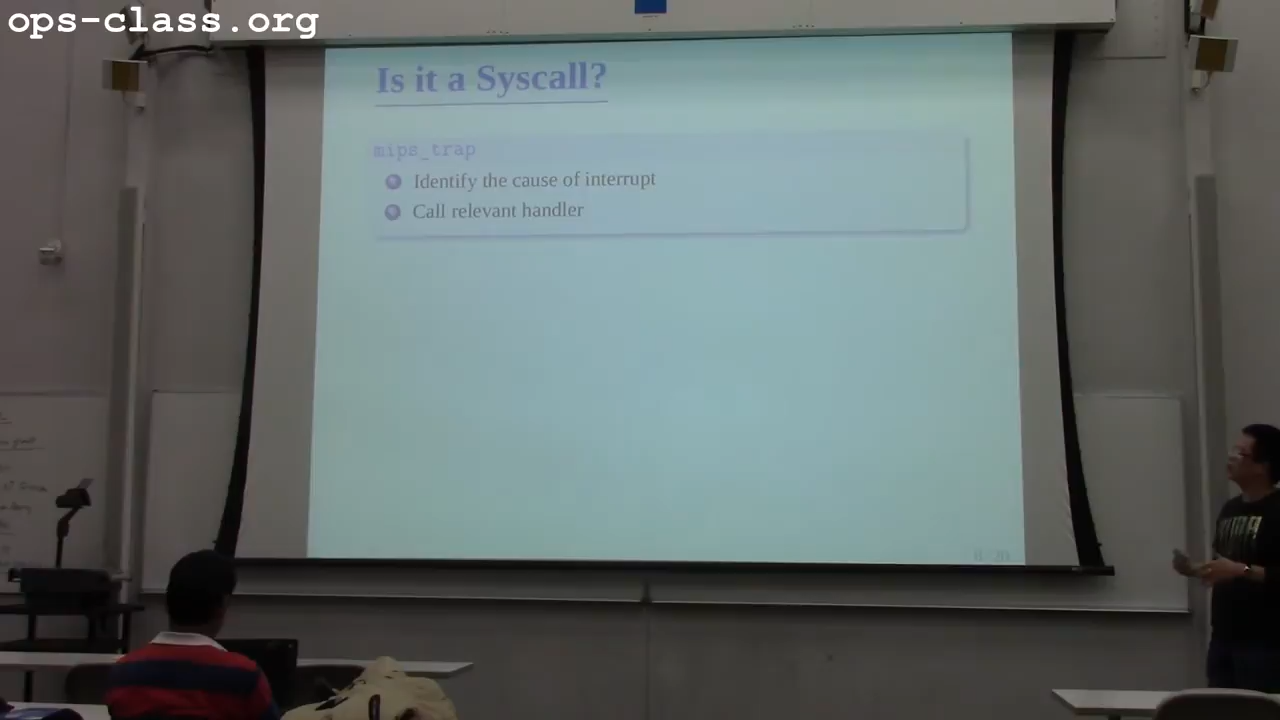 ops-class.org
Is it a Syscall?
mips_trap
Identify the cause of interrupt
Call relevant handler